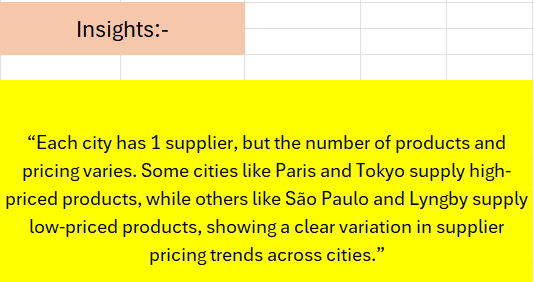 Insights:-
“Each city has 1 supplier, but the number of products and
pricing varies. Some cities like Paris and Tokyo supply high-
priced products, while others like São Paulo and Lyngby supply
low-priced products, showing a clear variation in supplier
pricing trends across cities.”